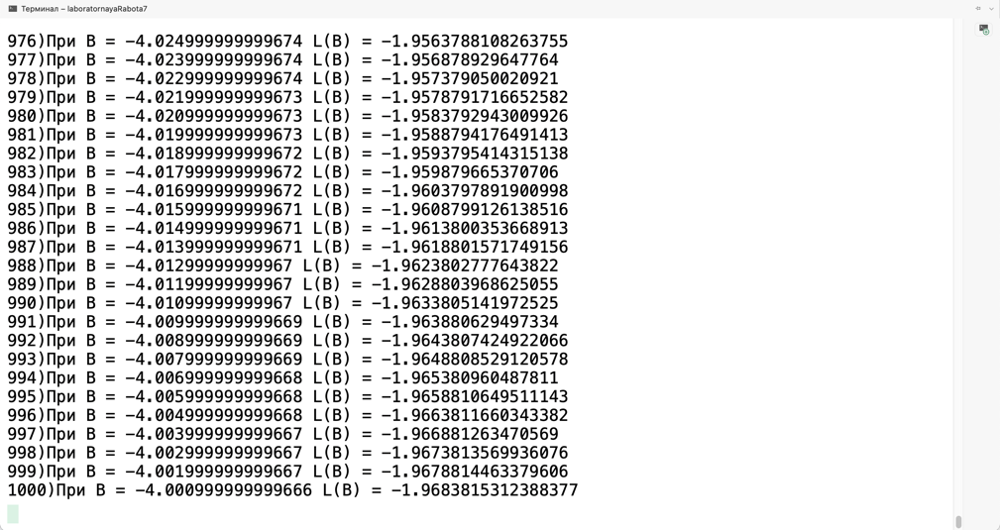 Терминал – laboratornayaRabota7
976)При B = -4.024999999999674 L(B) = -1.9563788108263755
977)При B = -4.023999999999674 L(B) = -1.956878929647764
978)При B = -4.022999999999674 L(B) = -1.957379050020921
979)При B = -4.021999999999673 L(B) = -1.9578791716652582
980)При B = -4.020999999999673 L(B) = -1.9583792943009926
981)При B = -4.019999999999673 L(B) = -1.9588794176491413
982)При B = -4.018999999999672 L(B) = -1.9593795414315138
983)При B = -4.017999999999672 L(B) = -1.959879665370706
984)При B = -4.016999999999672 L(B) = -1.9603797891900998
985)При B = -4.015999999999671 L(B) = -1.9608799126138516
986)При B = -4.014999999999671 L(B) = -1.9613800353668913
987)При B = -4.013999999999671 L(B) = -1.9618801571749156
988)При B = -4.01299999999967 L(B) = -1.9623802777643822
989)При B = -4.01199999999967 L(B) = -1.9628803968625055
990)При B = -4.01099999999967 L(B) = -1.9633805141972525
991)При B = -4.009999999999669 L(B) = -1.963880629497334
992)При B = -4.008999999999669 L(B) = -1.9643807424922066
993)При B = -4.007999999999669 L(B) = -1.9648808529120578
994)При B = -4.006999999999668 L(B) = -1.965380960487811
995)При B = -4.005999999999668 L(B) = -1.9658810649511143
996)При B = -4.004999999999668 L(B) = -1.9663811660343382
997)При B = -4.003999999999667 L(B) = -1.966881263470569
998)При B = -4.002999999999667 L(B) = -1.9673813569936076
999)При B = -4.001999999999667 L(B) = -1.9678814463379606
1000)При B = -4.000999999999666 L(B) = -1.9683815312388377